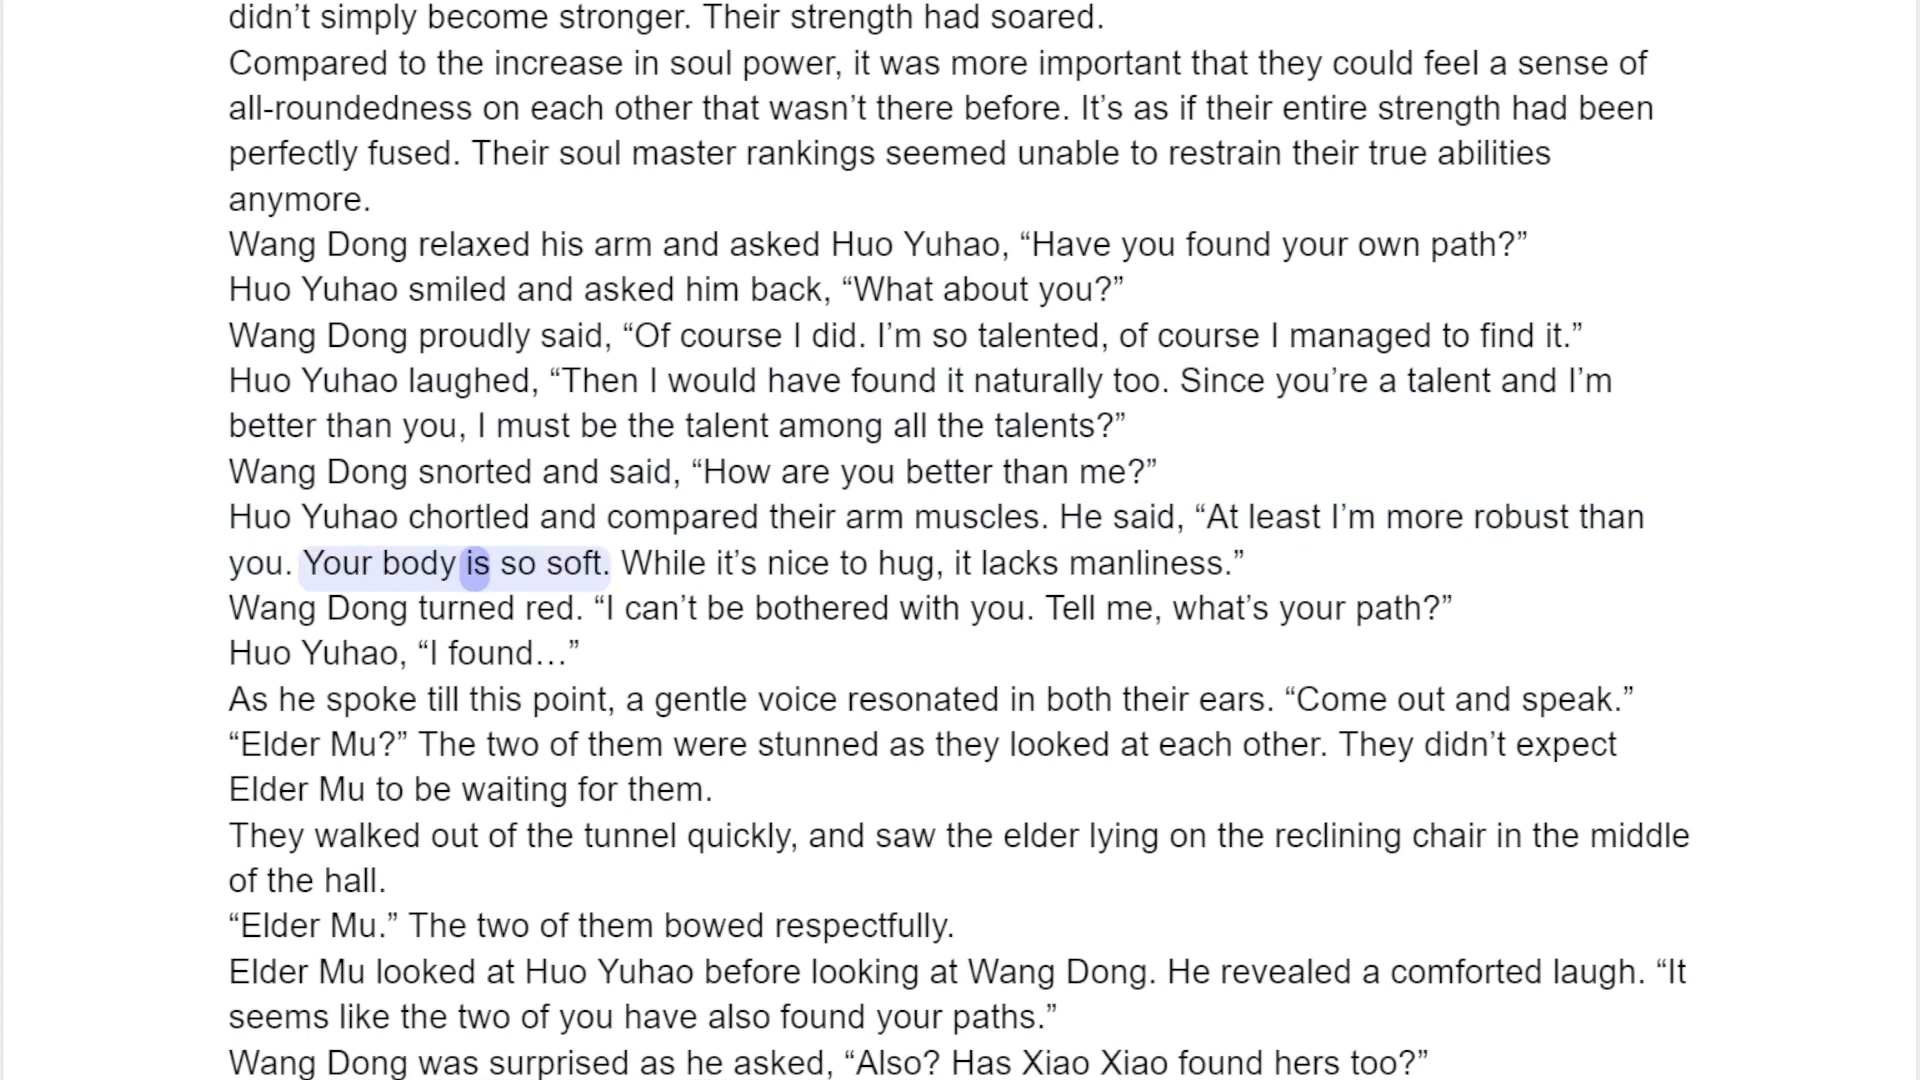 didn’t simply become stronger. Their strength had soared.
Compared to the increase in soul power, it was more important that they could feel a sense of
all-roundedness on each other that wasn’t there before. It’s as if their entire strength had been
perfectly fused. Their soul master rankings seemed unable to restrain their true abilities
anymore.
Wang Dong relaxed his arm and asked Huo Yuhao, “Have you found your own path?”
Huo Yuhao smiled and asked him back, “What about you?”
Wang Dong proudly said, “Of course I did. I’m so talented, of course I managed to find it.”
Huo Yuhao laughed, “Then I would have found it naturally too. Since you’re a talent and I’m
better than you, I must be the talent among all the talents?”
Wang Dong snorted and said, “How are you better than me?”
Huo Yuhao chortled and compared their arm muscles. He said, “At least I’m more robust than
you. Your body is so soft. While it’s nice to hug, it lacks manliness.”
Wang Dong turned red. “I can’t be bothered with you. Tell me, what’s your path?”
Huo Yuhao, “I found…”
As he spoke till this point, a gentle voice resonated in both their ears. “Come out and speak.”
“Elder Mu?” The two of them were stunned as they looked at each other. They didn’t expect
Elder Mu to be waiting for them.
They walked out of the tunnel quickly, and saw the elder lying on the reclining chair in the middle
of the hall.
“Elder Mu.” The two of them bowed respectfully.
Elder Mu looked at Huo Yuhao before looking at Wang Dong. He revealed a comforted laugh. “It
seems like the two of you have also found your paths.”
Wang Dong was surprised as he asked, “Also? Has Xiao Xiao found hers too?”